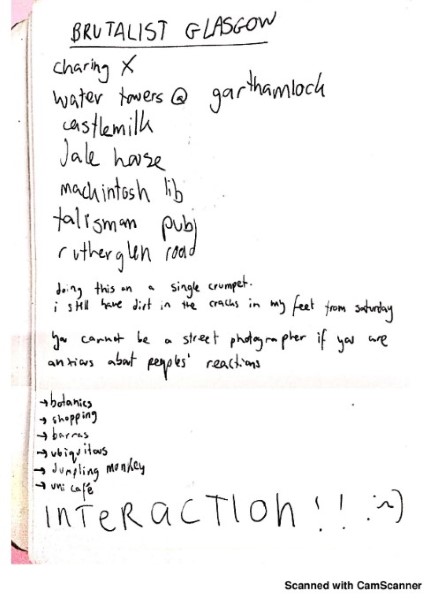 BRUTALIST GLASGOW
charing X
water towers @ garthamlock
castlemilk
Jale house
mackintosh lib
talisman pub
rutherglen road
doing this on a single crumpet.
i still have dirt in the cracks in my feet from saturday
You cannot be a street photographer if you are
anxious about peoples' reactions
→ botanics
→ shopping
→ barras
→ ubiquitous
→ dumpling monkey
→ uni café
INTERACTION!! :~)
Scanned with CamScanner